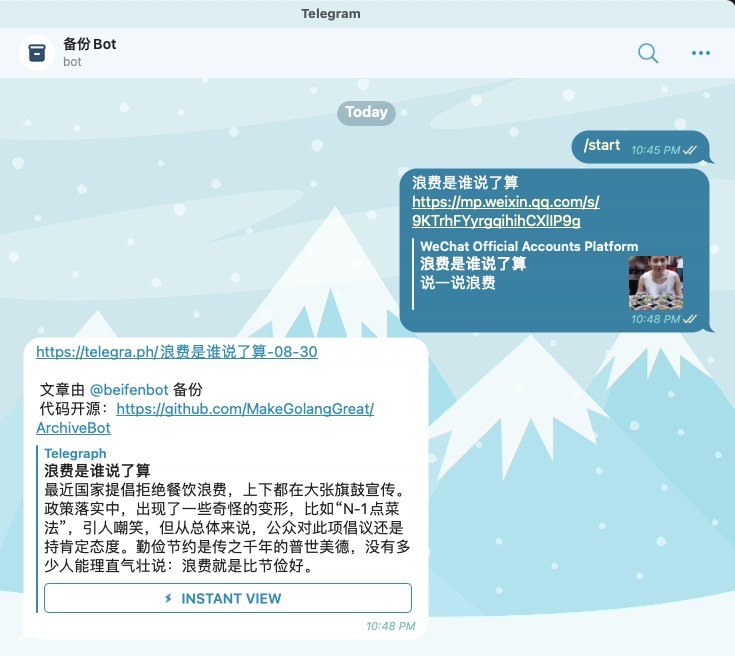 Telegram
备份 Bot
bot
Today
/start
10:45 PM
浪费是谁说了算
https://mp.weixin.qq.com/s/
9KTrhFYyrgqihihCXlIP9g
WeChat Official Accounts Platform
浪费是谁说了算
说一说浪费
10:48 PM
https://telegra.ph/浪费是谁说了算-08-30
文章由 @beifenbot 备份
代码开源：https://github.com/MakeGolangGreat/
ArchiveBot
Telegraph
浪费是谁说了算
最近国家提倡拒绝餐饮浪费，上下都在大张旗鼓宣传。
政策落实中，出现了一些奇怪的变形，比如“N-1点菜
法”，引人嘲笑，但从总体来说，公众对此项倡议还是
持肯定态度。勤俭节约是传之千年的普世美德，没有多
少人能理直气壮说：浪费就是比节俭好。
INSTANT VIEW
10:48 PM